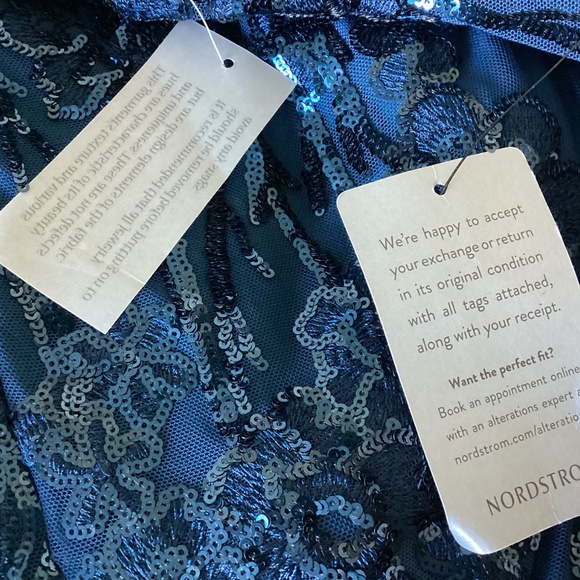 This garment texture and various
hues are characteristic of its beauty
and uniqueness. These are not defects
but are design elements of the fabric.
It is recommended that all jewelry
should be removed before putting on to
avoid any snags.
We're happy to accept
your exchange or return
in its original condition
with all tags attached,
along with your receipt.
Want the perfect fit?
Book an appointment online
with an alterations expert a
nordstrom.com/alteratio
NORDSTRO